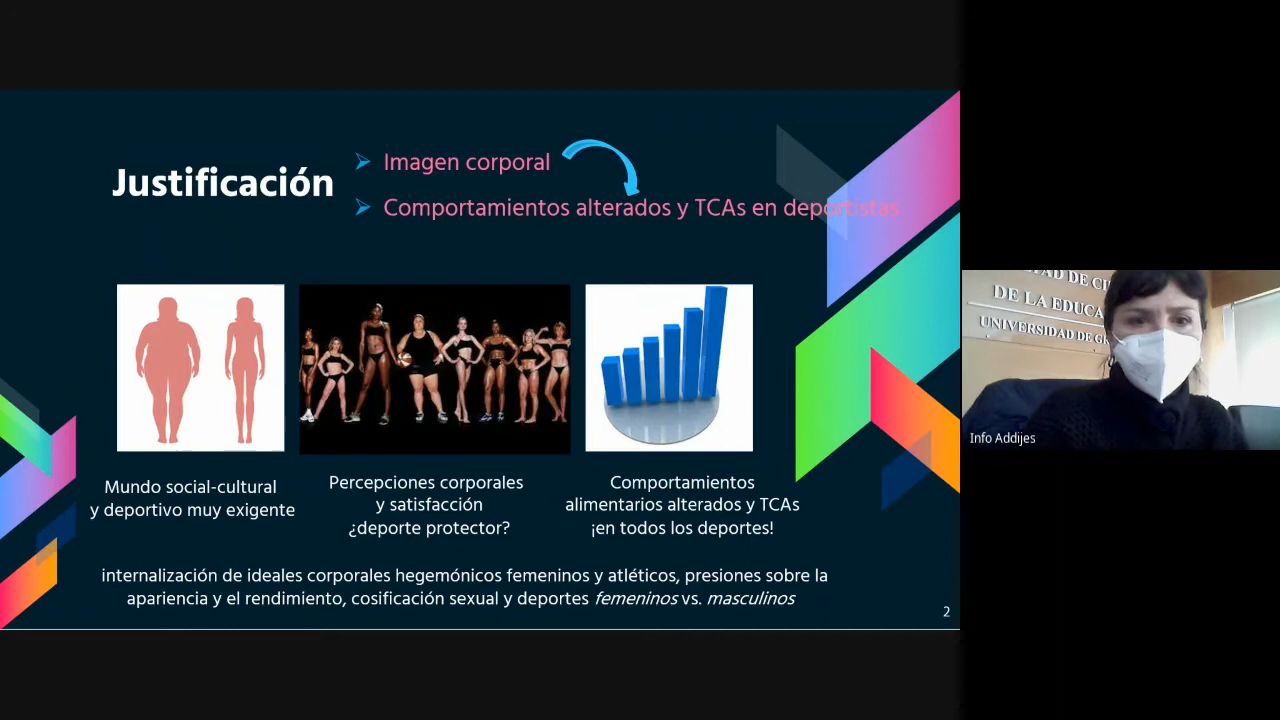 Justificación
Imagen corporal
Comportamientos alterados y TCAs en deportistas
Mundo social-cultural
y deportivo muy exigente
Percepciones corporales
y satisfacción
¿deporte protector?
Comportamientos
alimentarios alterados y TCAs
¡en todos los deportes!
internalización de ideales corporales hegemónicos femeninos y atléticos, presiones sobre la
apariencia y el rendimiento, cosificación sexual y deportes femeninos vs. masculinos
2
DE LA EDUCA
UNIVERSIDAD DE
Info Addijes